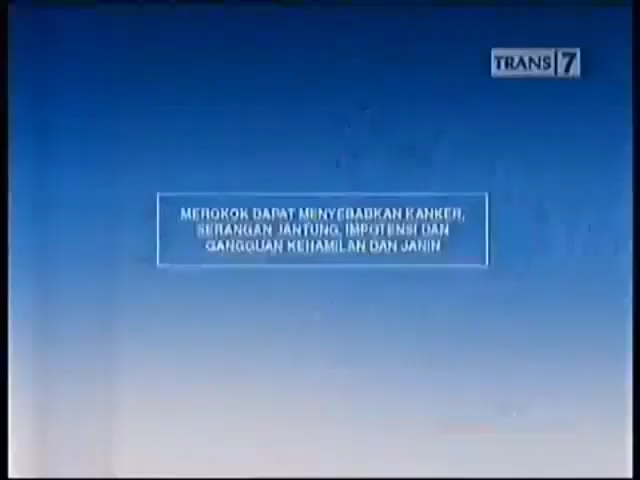 TRANS|7
MEROKOK DAPAT MENYEBABKAN KANKER,
SERANGAN JANTUNG, IMPOTENSI DAN
GANGGUAN KEHAMILAN DAN JANIN